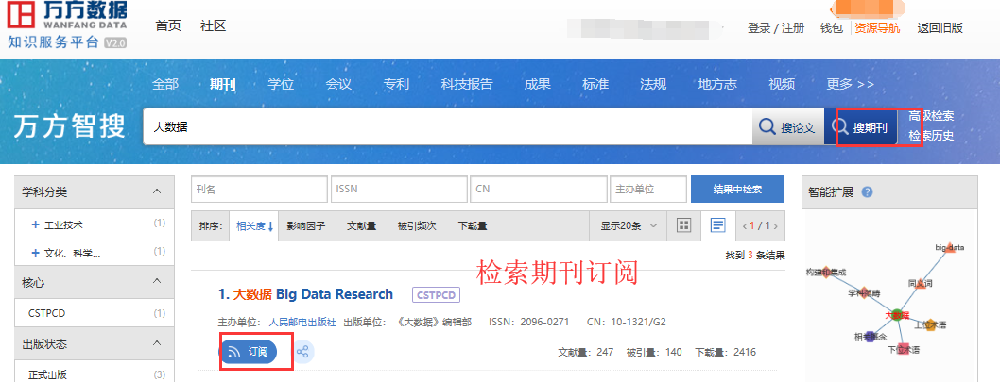 万方数据
WANFANG DATA
知识服务平台 V2.0
首页 社区
登录 / 注册 钱包 资源导航 返回旧版
全部 期刊 学位 会议 专利 科技报告 成果 标准 法规 地方志 视频 更多 >>
万方智搜 大数据 搜论文 搜期刊
高级检索
检索历史
学科分类
+ 工业技术 (1)
+ 文化、科学... (1)
核心
CSTPCD (1)
出版状态
正式出版 (3)
刊名 ISSN CN 主办单位 结果中检索
排序： 相关度 影响因子 文献量 被引频次 下载量 显示20条 < 1 / 1 >
找到 3 条结果
检索期刊订阅
1. 大数据 Big Data Research CSTPCD
主办单位： 人民邮电出版社 出版单位： 《大数据》编辑部 ISSN：2096-0271 CN：10-1321/G2
订阅 文献量：247 被引量：140 下载量：2416
智能扩展 ?
big-data
构建和集成
同义词
学科范畴
大数据
上位术语
相关概念
下位术语